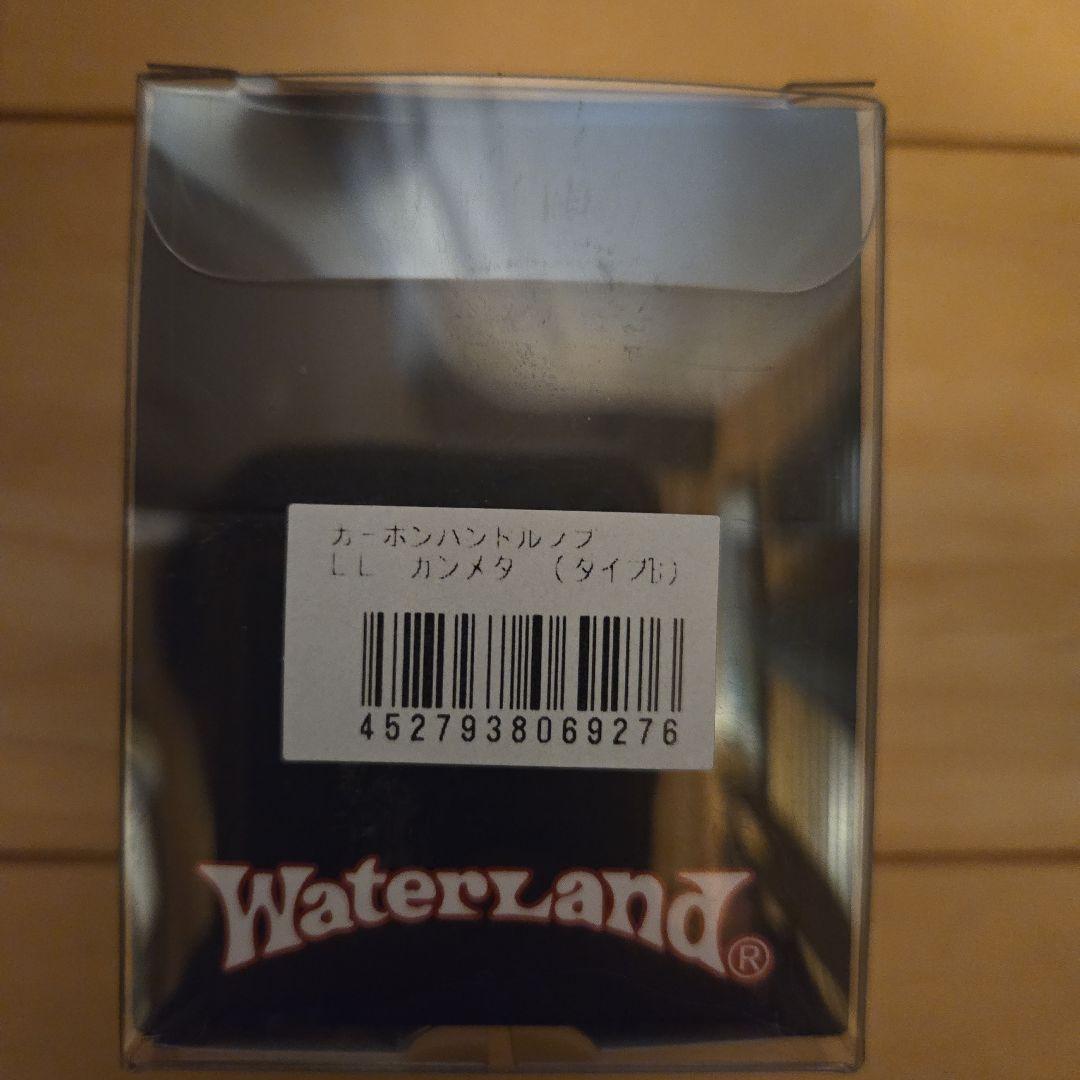 カーボンハンドルノブ
LL ガンメタ (タイプB)
4527938069276
WaterLand®